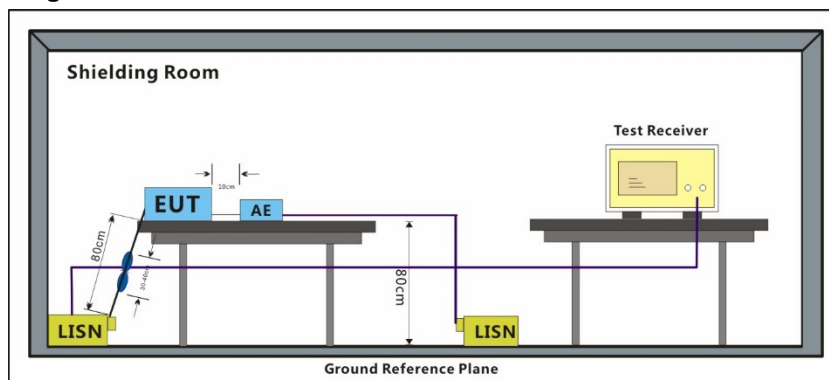 Shielding Room
Test Receiver
10cm
EUT
AE
80cm
20-40cm
80cm
LISN
LISN
Ground Reference Plane